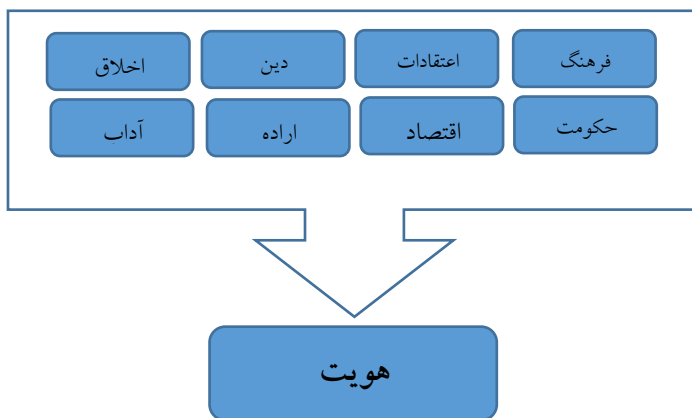 فرهنگ
اعتقادات
دین
اخلاق
حکومت
اقتصاد
اراده
آداب
هویت